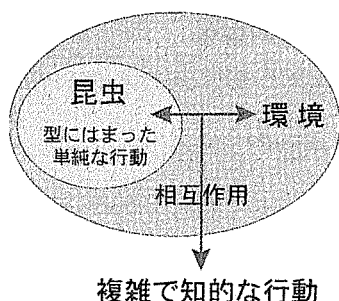 昆虫
型にはまった
単純な行動
環境
相互作用
複雑で知的な行動